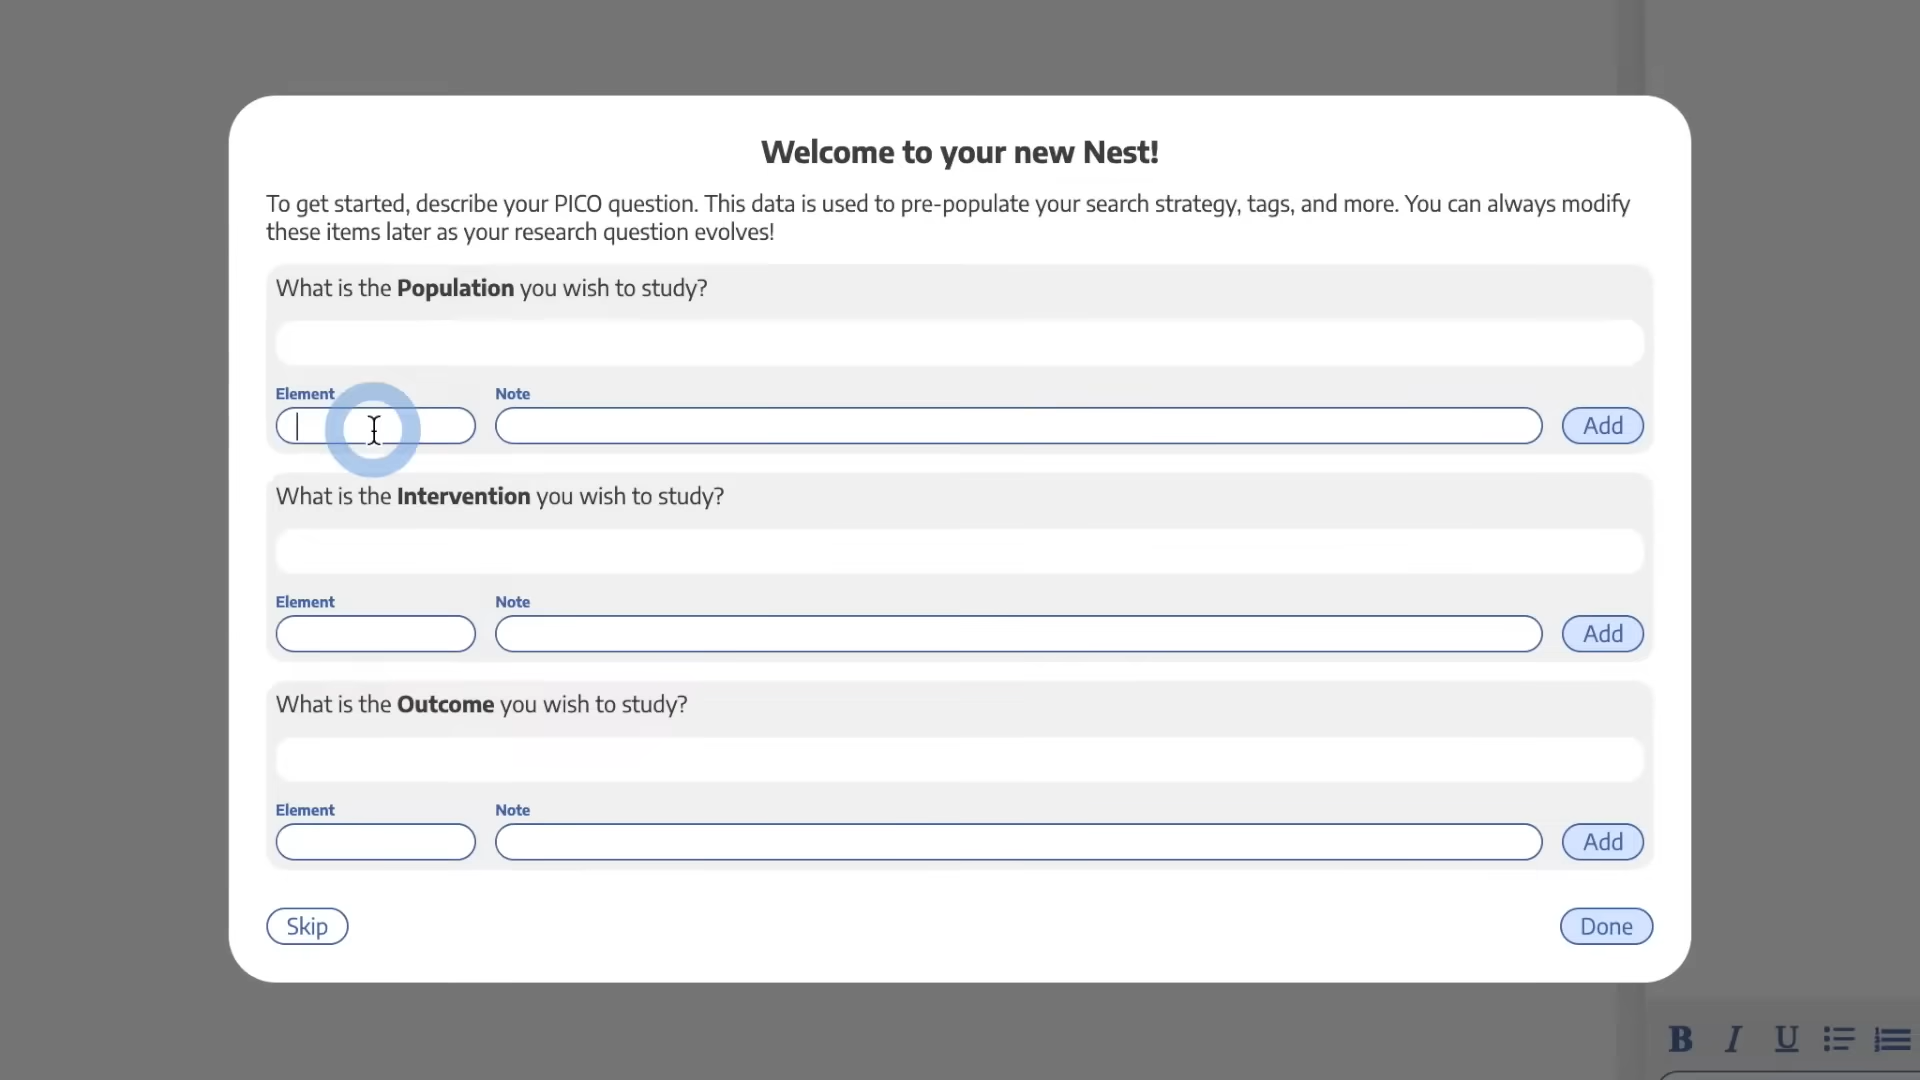 Welcome to your new Nest!
To get started, describe your PICO question. This data is used to pre-populate your search strategy, tags, and more. You can always modify
these items later as your research question evolves!
What is the Population you wish to study?
Element Note
Add
What is the Intervention you wish to study?
Element Note
Add
What is the Outcome you wish to study?
Element Note
Add
Skip Done
B I U